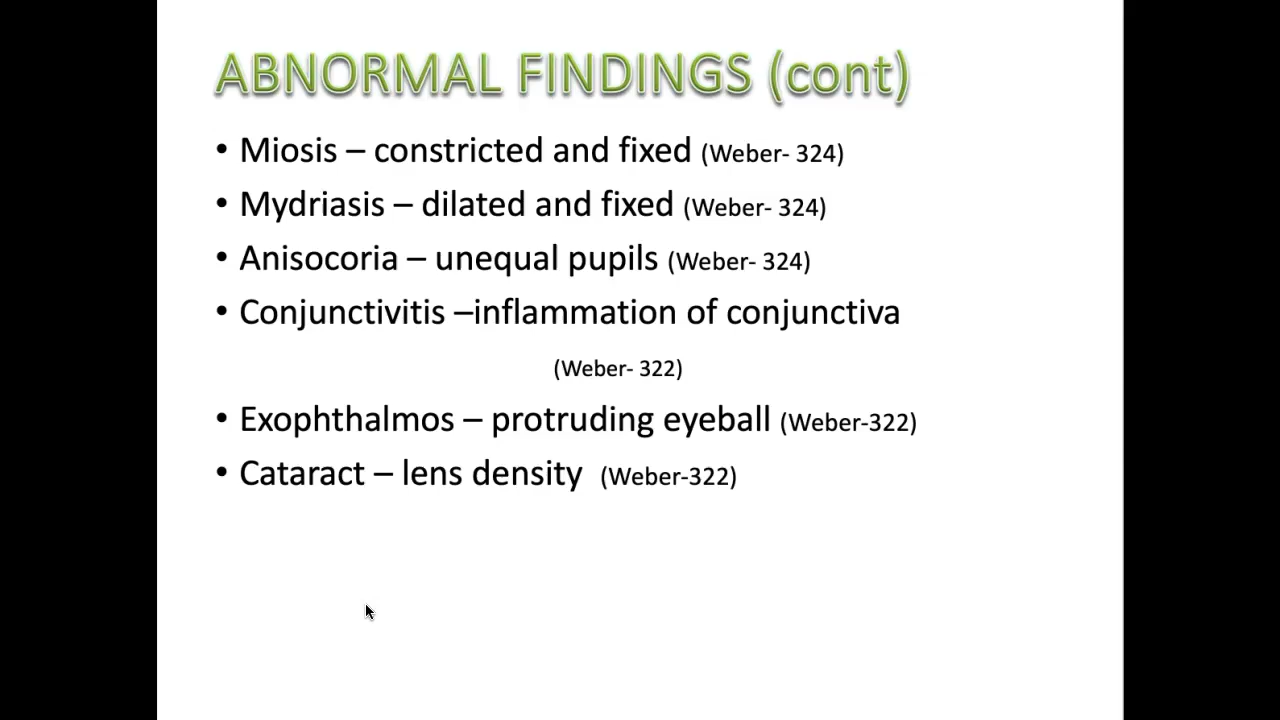 ABNORMAL FINDINGS (cont)
• Miosis – constricted and fixed (Weber- 324)
• Mydriasis – dilated and fixed (Weber- 324)
• Anisocoria – unequal pupils (Weber- 324)
• Conjunctivitis –inflammation of conjunctiva
(Weber- 322)
• Exophthalmos – protruding eyeball (Weber-322)
• Cataract – lens density (Weber-322)